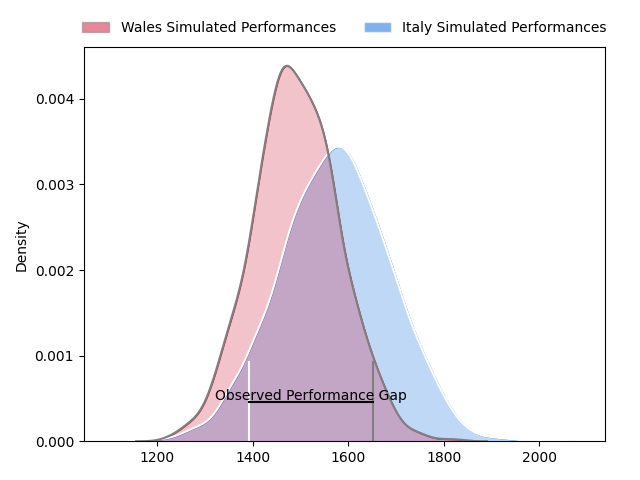 Wales Simulated Performances Italy Simulated Performances
0.004
0.003
Density
0.002
0.001
Observed Performance Gap
0.000
1200 1400 1600 1800 2000